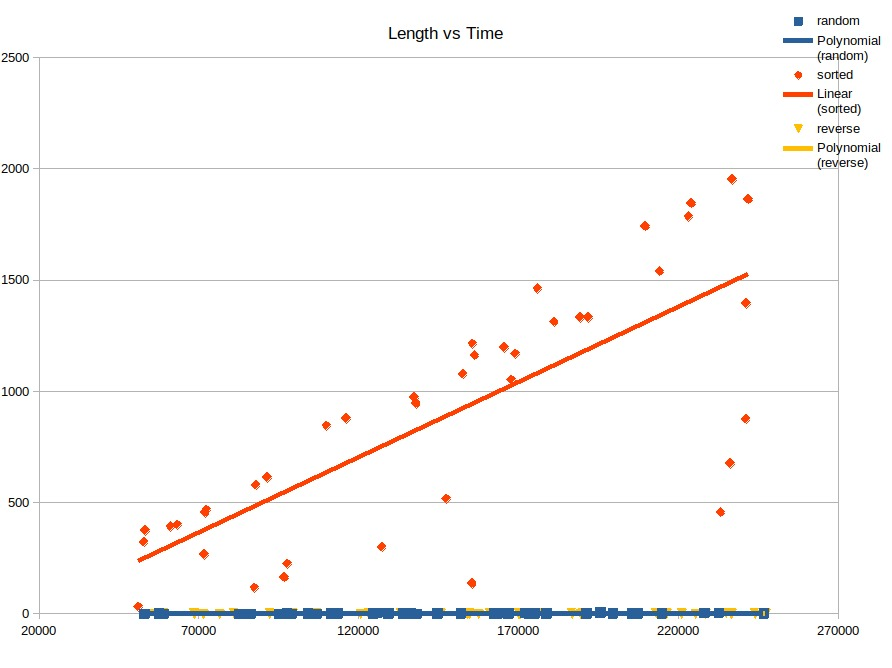 Length vs Time
random
Polynomial
(random)
sorted
Linear
(sorted)
reverse
Polynomial
(reverse)
2500
2000
1500
1000
500
0
20000 70000 120000 170000 220000 270000